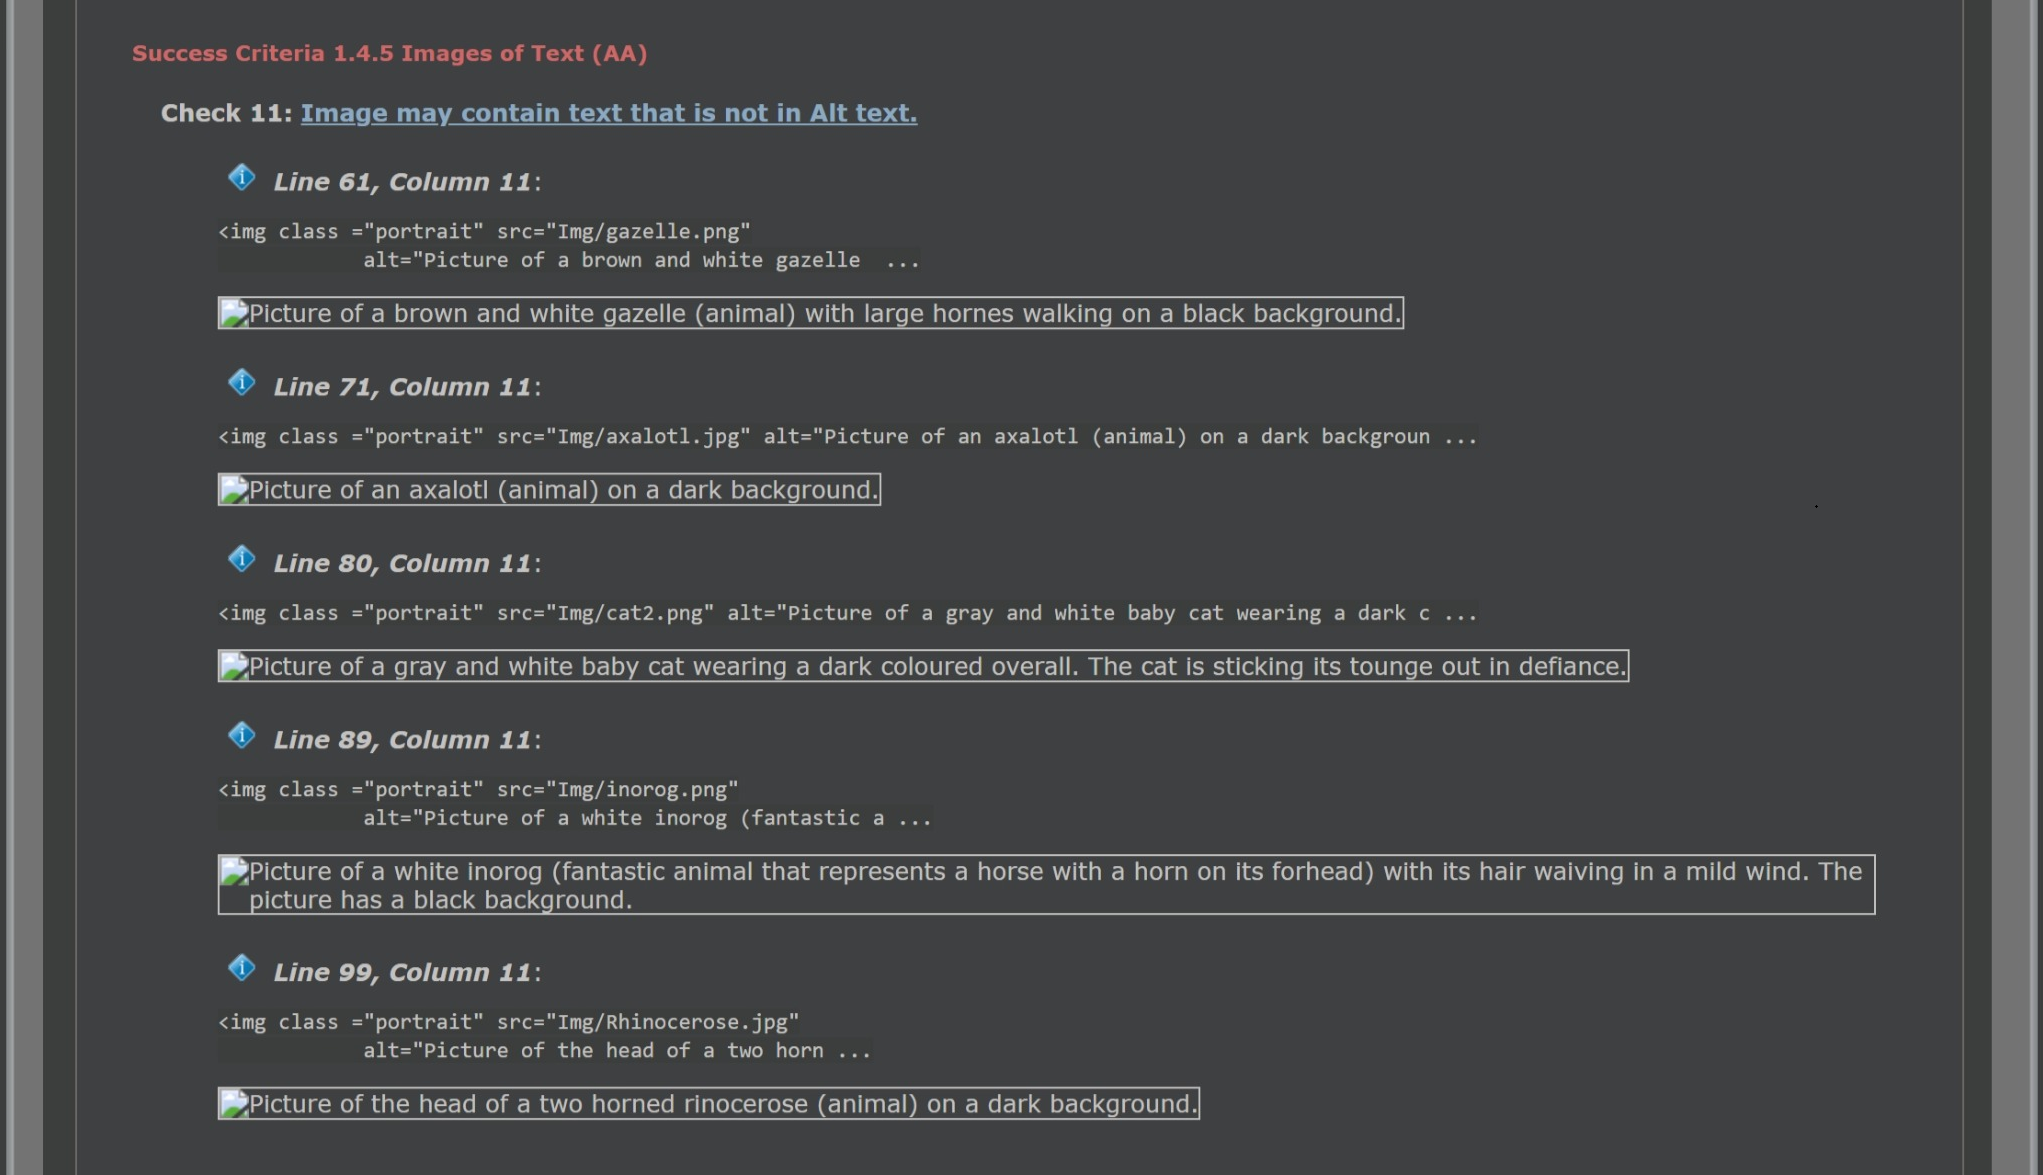 Success Criteria 1.4.5 Images of Text (AA)
Check 11: Image may contain text that is not in Alt text.
Line 61, Column 11:
<img class ="portrait" src="Img/gazelle.png"
alt="Picture of a brown and white gazelle  ...
Picture of a brown and white gazelle (animal) with large hornes walking on a black background.
Line 71, Column 11:
<img class ="portrait" src="Img/axalotl.jpg" alt="Picture of an axalotl (animal) on a dark backgroun ...
Picture of an axalotl (animal) on a dark background.
Line 80, Column 11:
<img class ="portrait" src="Img/cat2.png" alt="Picture of a gray and white baby cat wearing a dark c ...
Picture of a gray and white baby cat wearing a dark coloured overall. The cat is sticking its tounge out in defiance.
Line 89, Column 11:
<img class ="portrait" src="Img/inorog.png"
alt="Picture of a white inorog (fantastic a ...
Picture of a white inorog (fantastic animal that represents a horse with a horn on its forhead) with its hair waiving in a mild wind. The
picture has a black background.
Line 99, Column 11:
<img class ="portrait" src="Img/Rhinocerose.jpg"
alt="Picture of the head of a two horn ...
Picture of the head of a two horned rinocerose (animal) on a dark background.